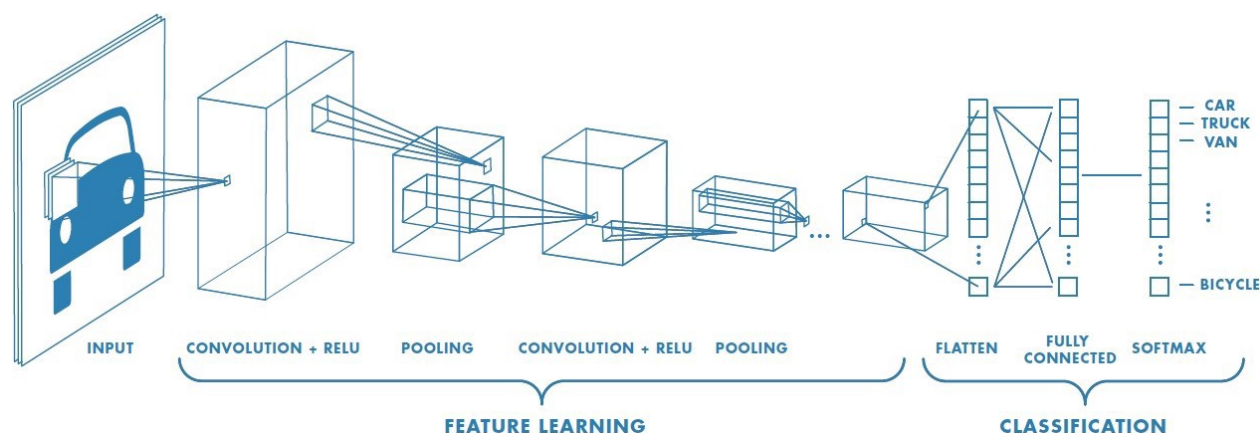 CAR
TRUCK
VAN
BICYCLE
INPUT
CONVOLUTION + RELU
POOLING
CONVOLUTION + RELU
POOLING
FLATTEN
FULLY
CONNECTED
SOFTMAX
FEATURE LEARNING
CLASSIFICATION